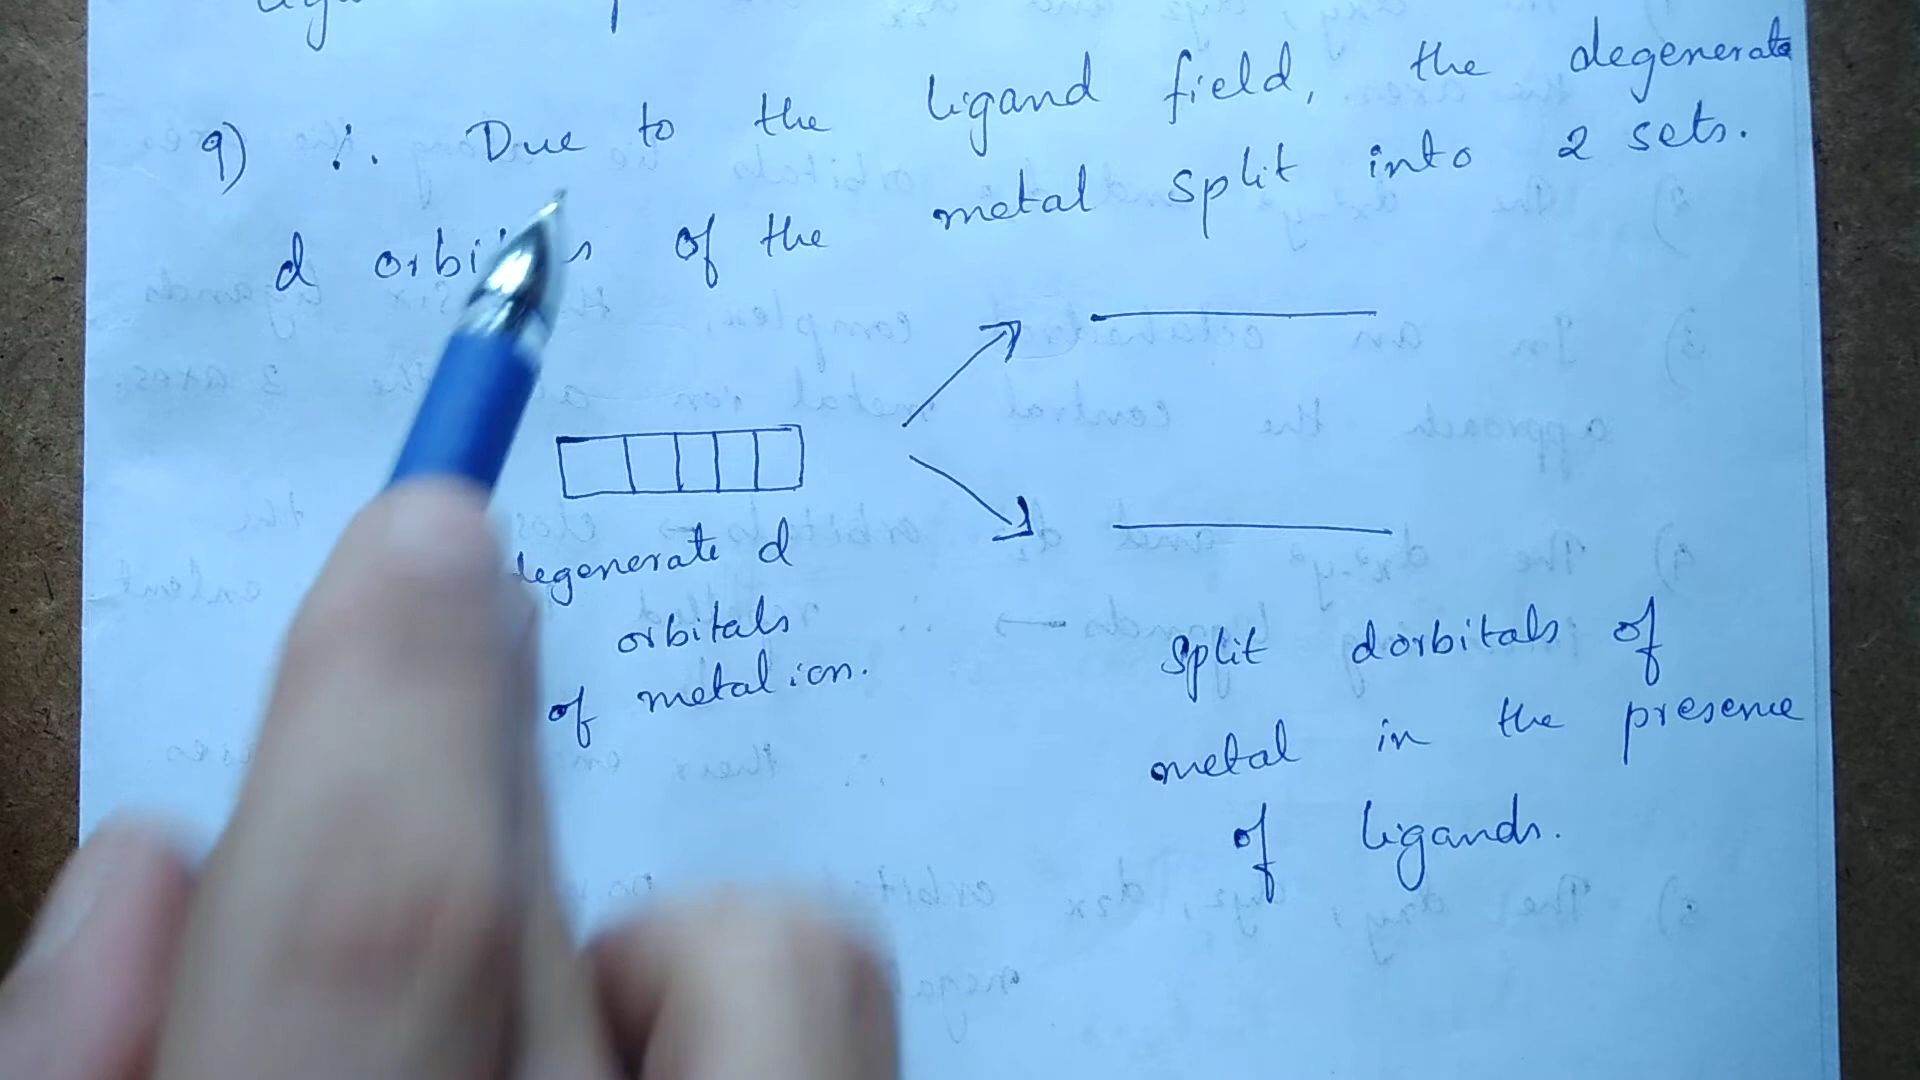 9) ∴ Due to the ligand field, the degenerate
d orbitals of the metal split into 2 sets.
degenerate d
orbitals
of metal ion.
split d orbitals of
metal in the presence
of ligands.